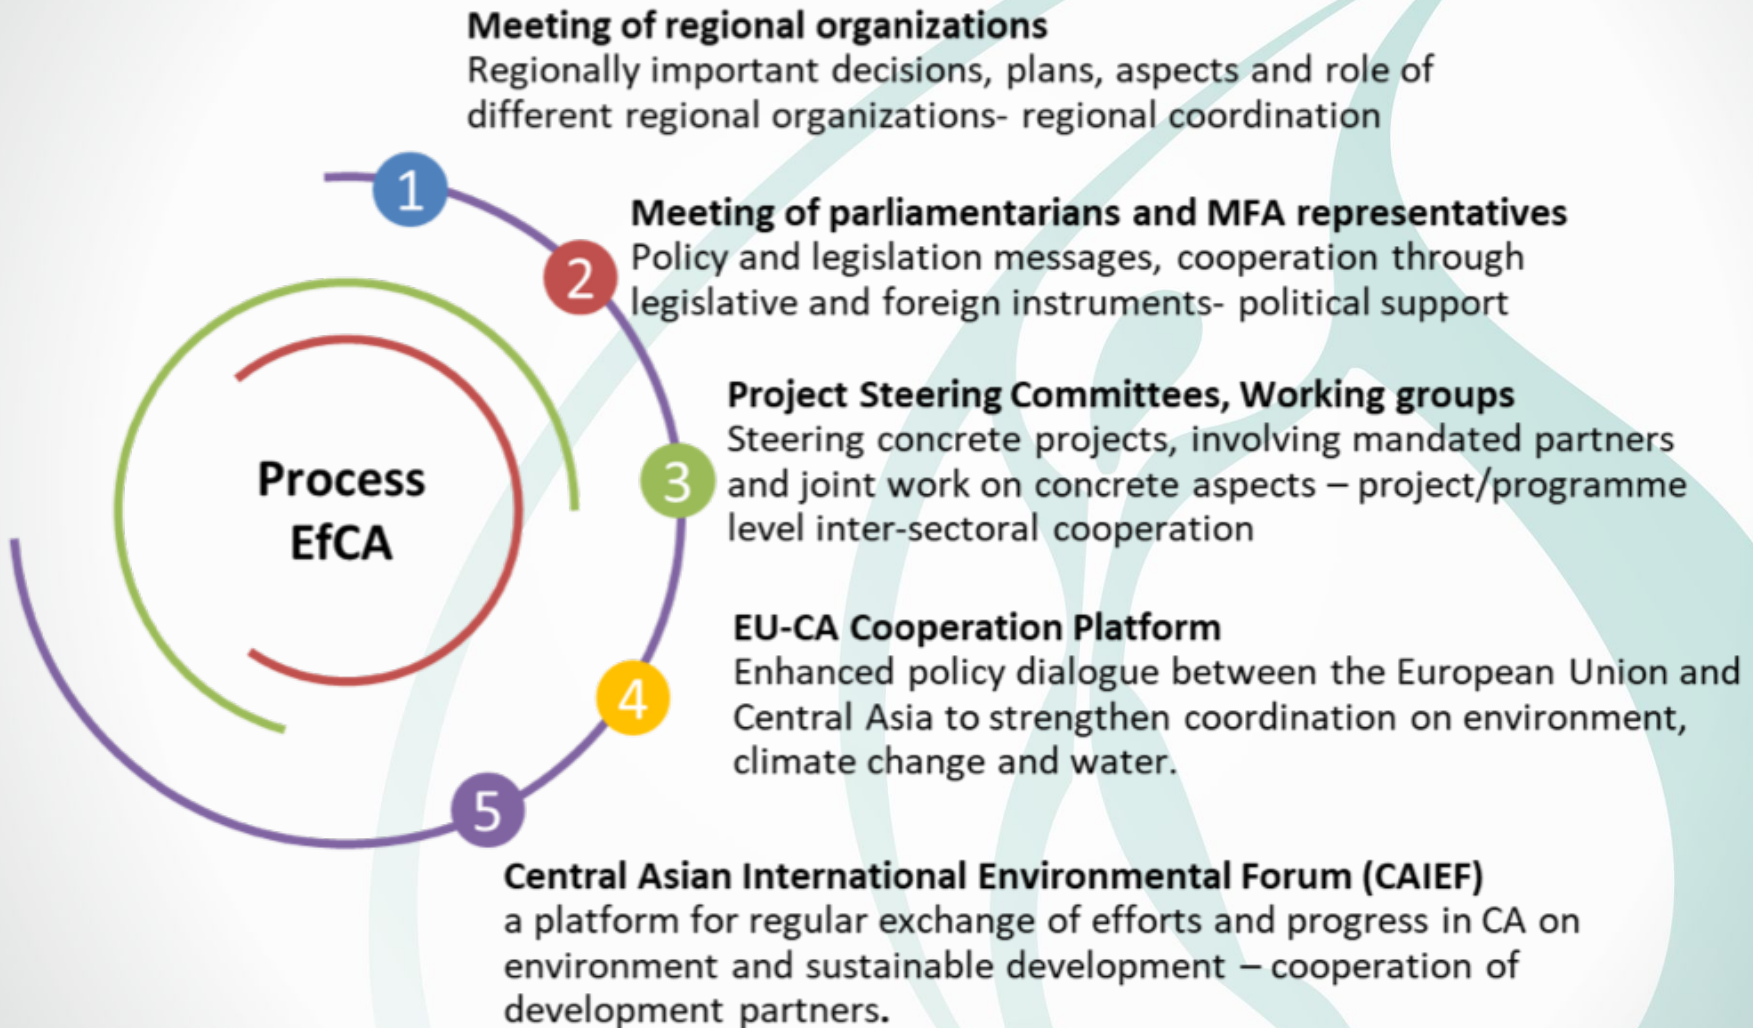 Meeting of regional organizations
Regionally important decisions, plans, aspects and role of
different regional organizations- regional coordination
1
Meeting of parliamentarians and MFA representatives
Policy and legislation messages, cooperation through
legislative and foreign instruments- political support
2
Project Steering Committees, Working groups
Steering concrete projects, involving mandated partners
and joint work on concrete aspects – project/programme
level inter-sectoral cooperation
3
Process
EfCA
EU-CA Cooperation Platform
Enhanced policy dialogue between the European Union and
Central Asia to strengthen coordination on environment,
climate change and water.
4
5
Central Asian International Environmental Forum (CAIEF)
a platform for regular exchange of efforts and progress in CA on
environment and sustainable development – cooperation of
development partners.